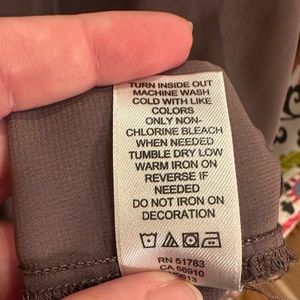 TURN INSIDE OUT
MACHINE WASH
COLD WITH LIKE
COLORS
ONLY NON-
CHLORINE BLEACH
WHEN NEEDED
TUMBLE DRY LOW
WARM IRON ON
REVERSE IF
NEEDED
DO NOT IRON ON
DECORATION
RN 51783
CA 56910